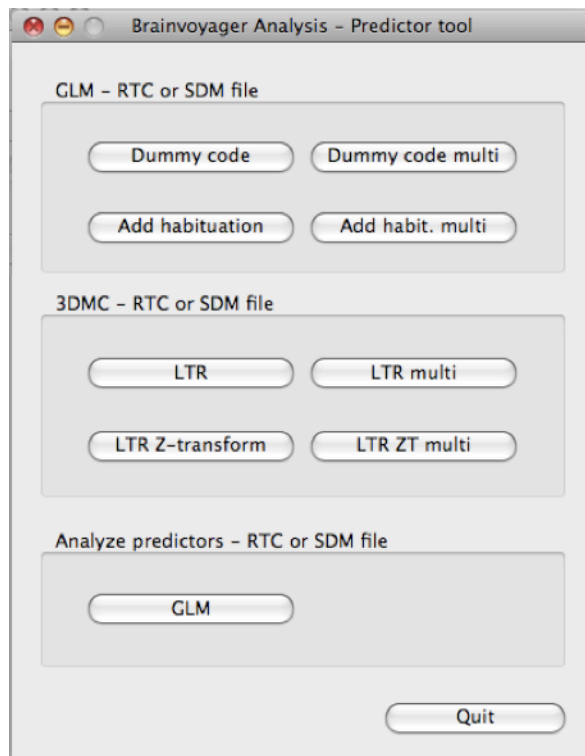 Brainvoyager Analysis – Predictor tool
GLM – RTC or SDM file
Dummy code Dummy code multi
Add habituation Add habit. multi
3DMC – RTC or SDM file
LTR LTR multi
LTR Z-transform LTR ZT multi
Analyze predictors – RTC or SDM file
GLM
Quit